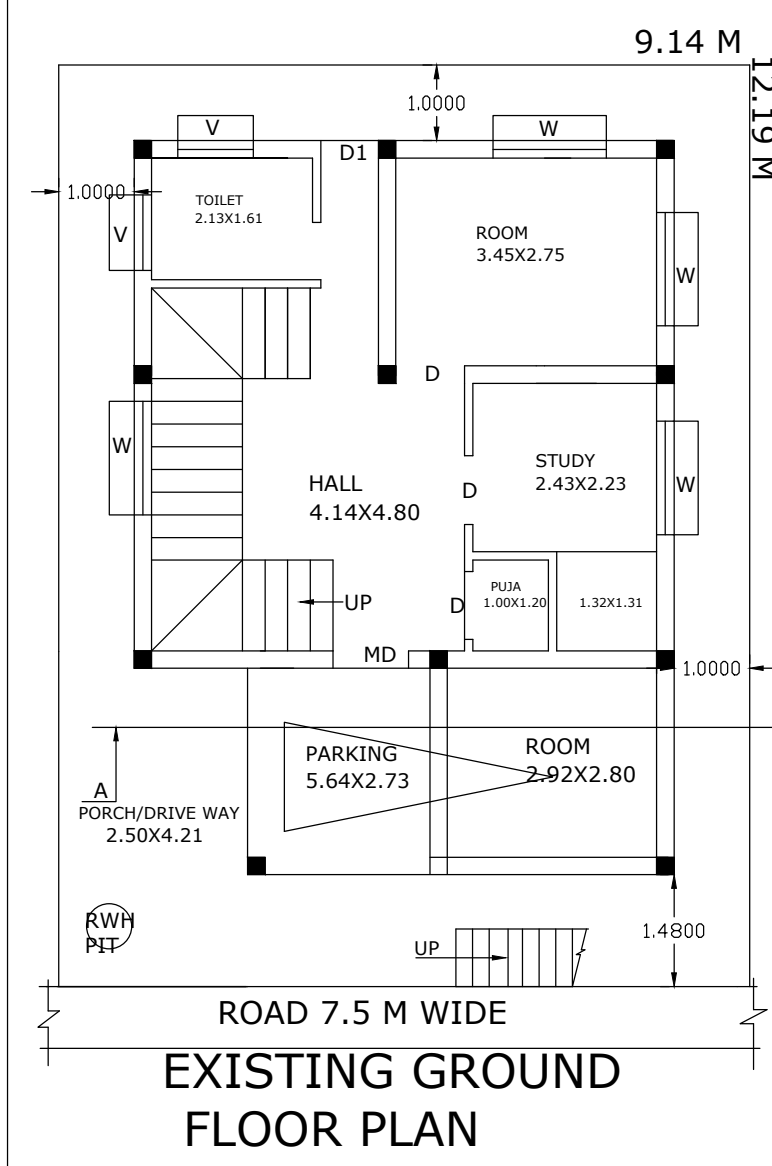 9.14 M
12.19 M
1.0000
V
W
D1
1.0000
TOILET
2.13X1.61
V
ROOM
3.45X2.75
W
D
W
STUDY
2.43X2.23
HALL
4.14X4.80
D
W
PUJA
1.00X1.20
1.32X1.31
UP
D
MD
1.0000
PARKING
5.64X2.73
ROOM
2.92X2.80
A
PORCH/DRIVE WAY
2.50X4.21
RWH
PIT
UP
1.4800
ROAD 7.5 M WIDE
EXISTING GROUND
FLOOR PLAN